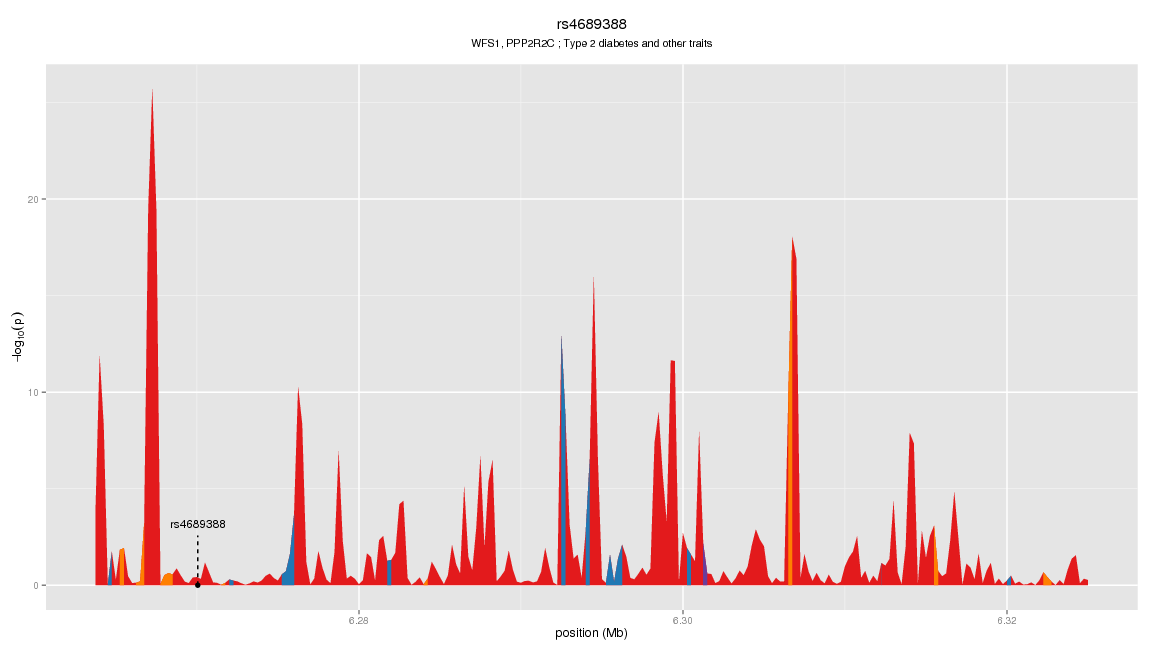 rs4689388
WFS1, PPP2R2C ; Type 2 diabetes and other traits
−log10(p)
20
10
0
rs4689388
6.28
6.30
6.32
position (Mb)